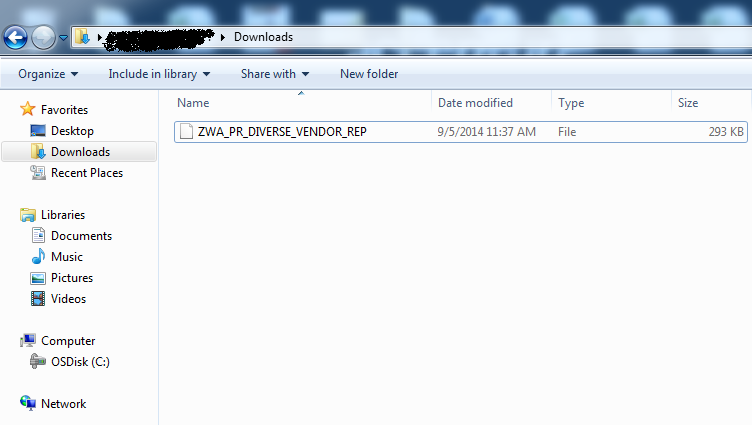 Downloads
Organize Include in library Share with New folder
Favorites
Desktop
Downloads
Recent Places
Libraries
Documents
Music
Pictures
Videos
Computer
OSDisk (C:)
Network
Name Date modified Type Size
ZWA_PR_DIVERSE_VENDOR_REP 9/5/2014 11:37 AM File 293 KB